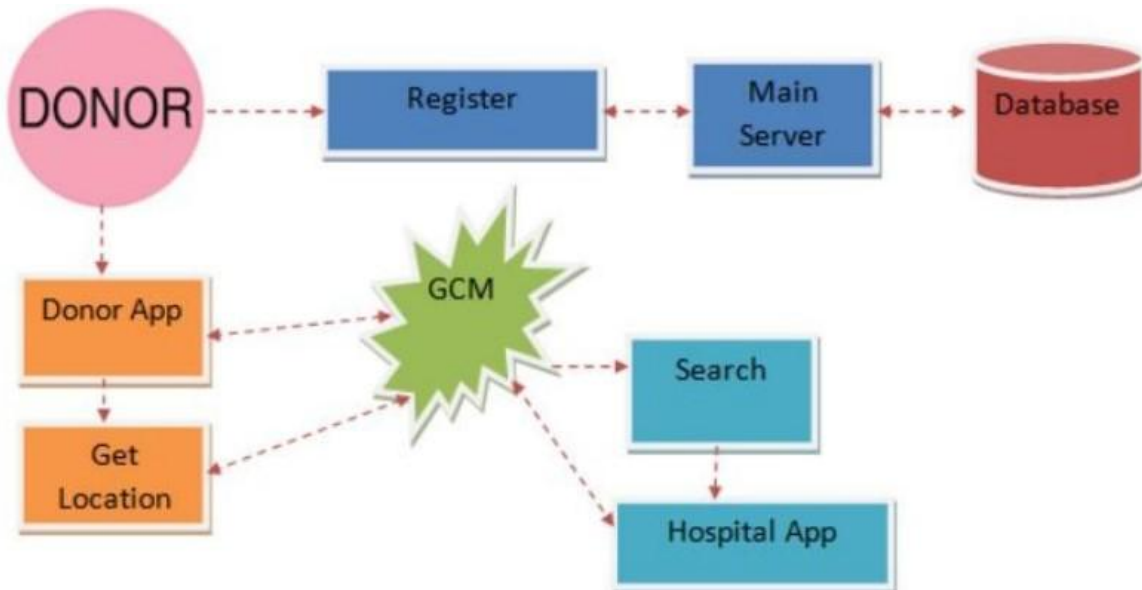 DONOR
Register
Main
Server
Database
GCM
Donor App
Search
Get
Location
Hospital App